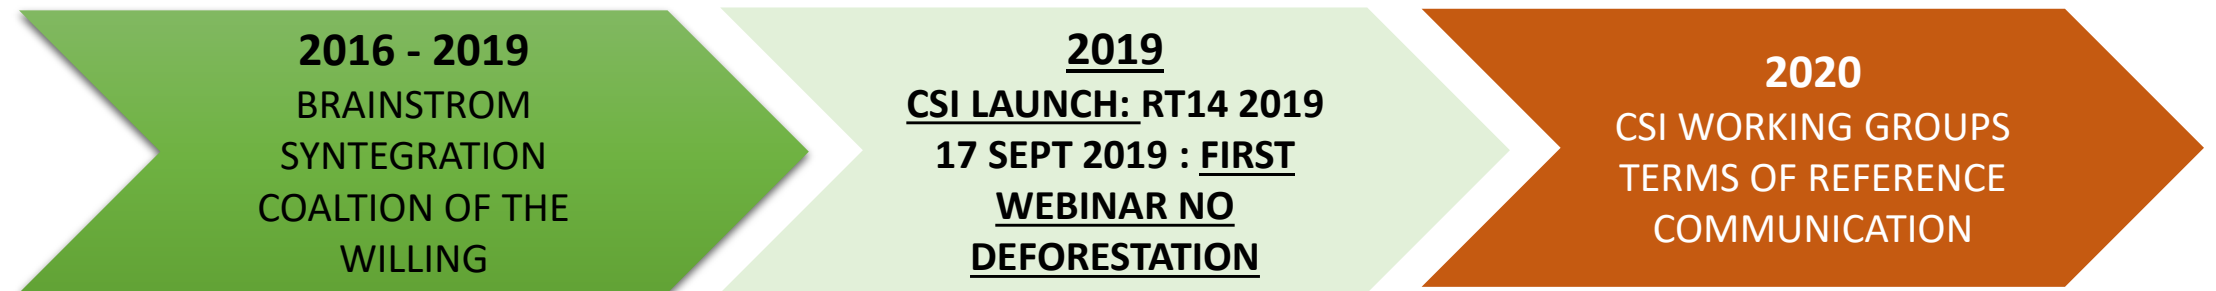 2016 - 2019
BRAINSTROM
SYNTEGRATION
COALTION OF THE
WILLING
2019
CSI LAUNCH: RT14 2019
17 SEPT 2019 : FIRST
WEBINAR NO
DEFORESTATION
2020
CSI WORKING GROUPS
TERMS OF REFERENCE
COMMUNICATION